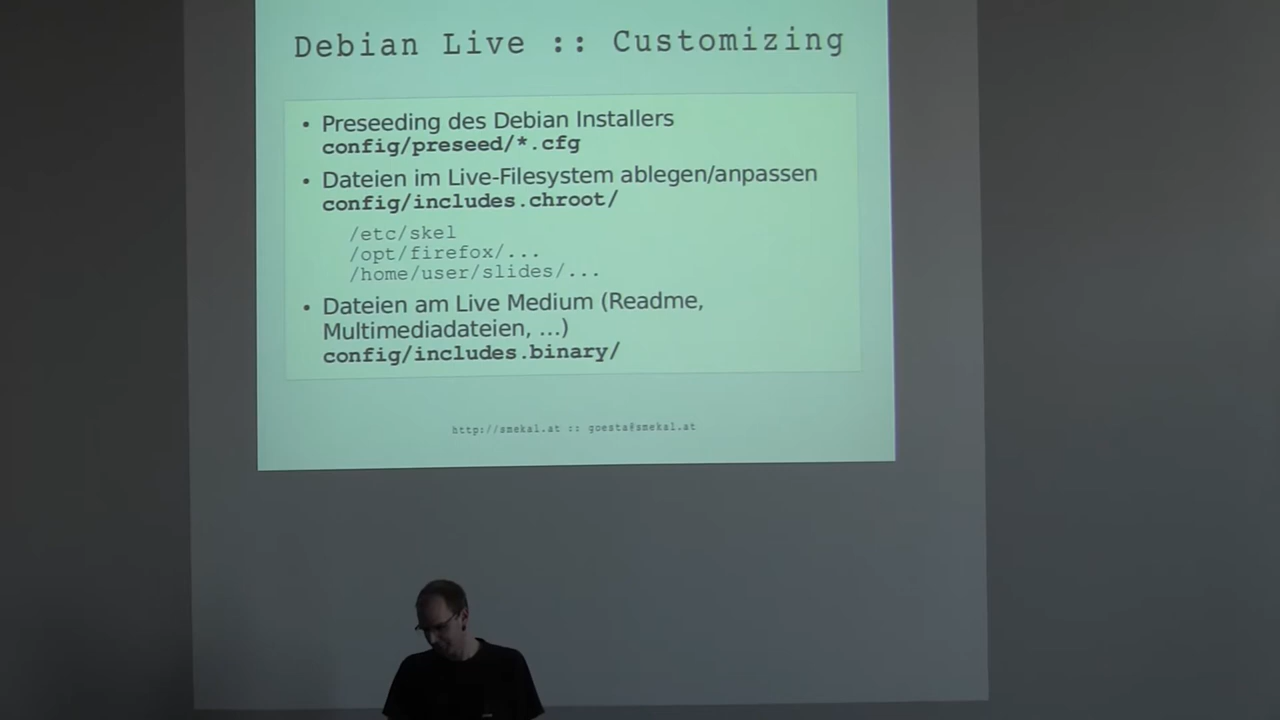 Debian Live :: Customizing
• Preseeding des Debian Installers
config/preseed/*.cfg
• Dateien im Live-Filesystem ablegen/anpassen
config/includes.chroot/
/etc/skel
/opt/firefox/...
/home/user/slides/...
• Dateien am Live Medium (Readme,
Multimediadateien, ...)
config/includes.binary/
http://smekal.at :: goesta@smekal.at